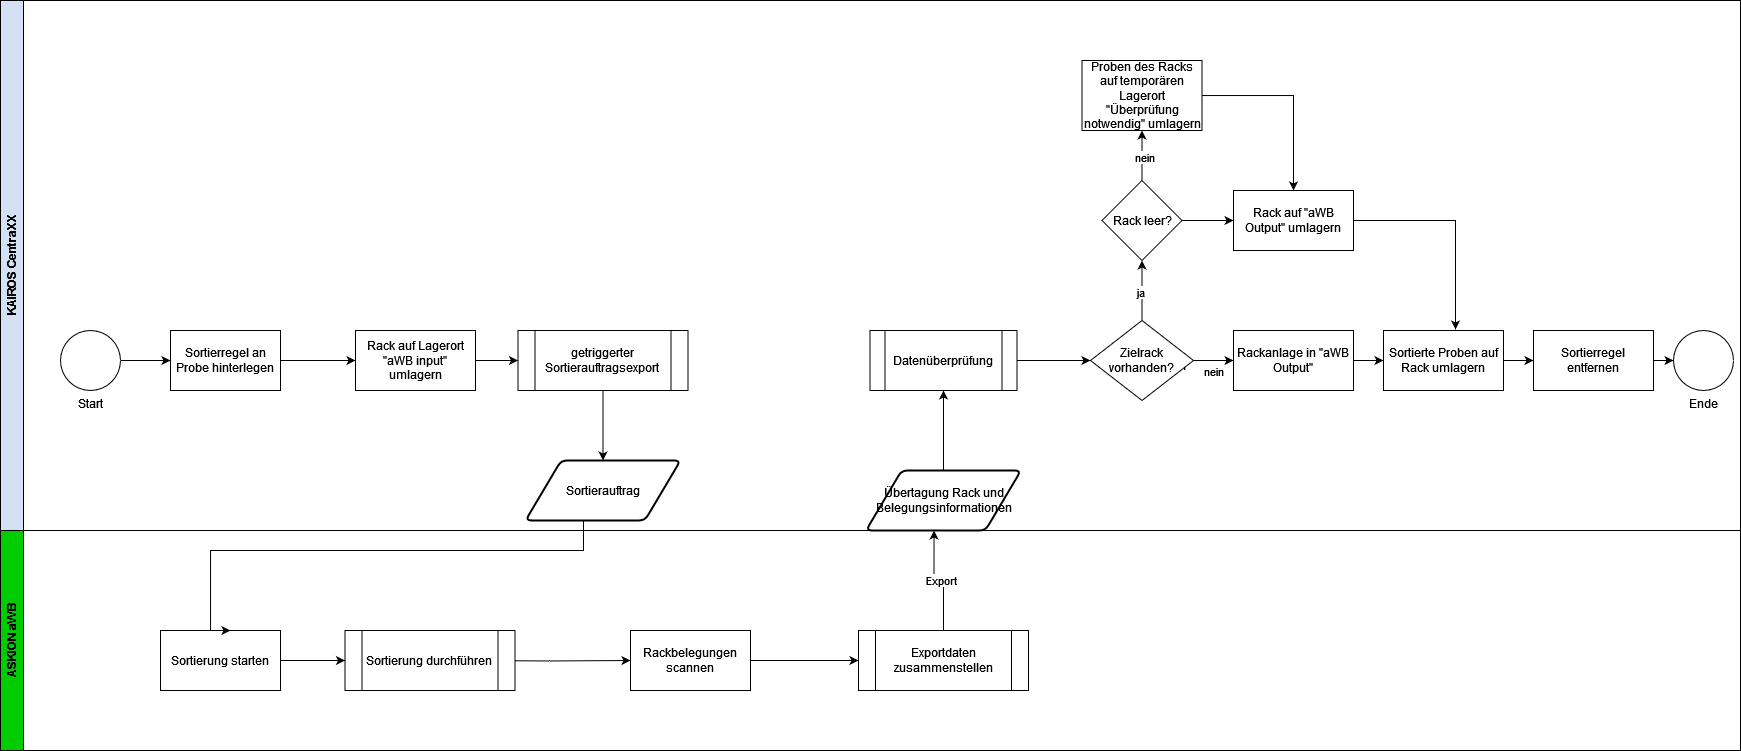 KAIROS CentraXX
Proben des Racks
auf temporären
Lagerort
"Überprüfung
notwendig" umlagern
nein
Rack leer?
Rack auf "aWB
Output" umlagern
ja
Start
Sortierregel an
Probe hinterlegen
Rack auf Lagerort
"aWB input"
umlagern
getriggerter
Sortierauftragsexport
Datenüberprüfung
Zielrack
vorhanden?
nein
Rackanlage in "aWB
Output"
Sortierte Proben auf
Rack umlagern
Sortierregel
entfernen
Ende
Sortierauftrag
Übertagung Rack und
Belegungsinformationen
ASKION aWB
Export
Sortierung starten
Sortierung durchführen
Rackbelegungen
scannen
Exportdaten
zusammenstellen